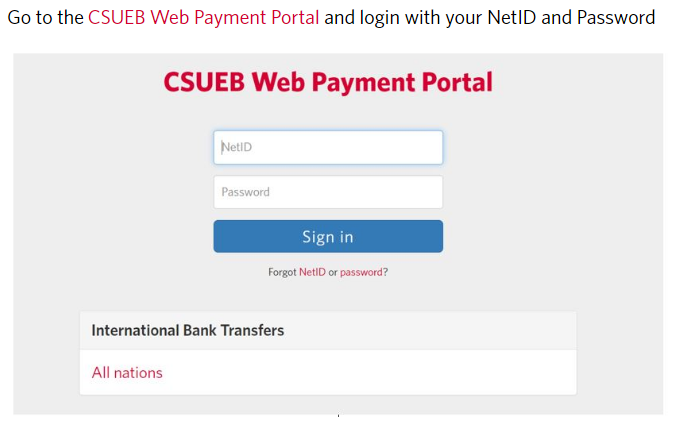 Go to the CSUEB Web Payment Portal and login with your NetID and Password
CSUEB Web Payment Portal
NetID
Password
Sign in
Forgot NetID or password?
International Bank Transfers
All nations